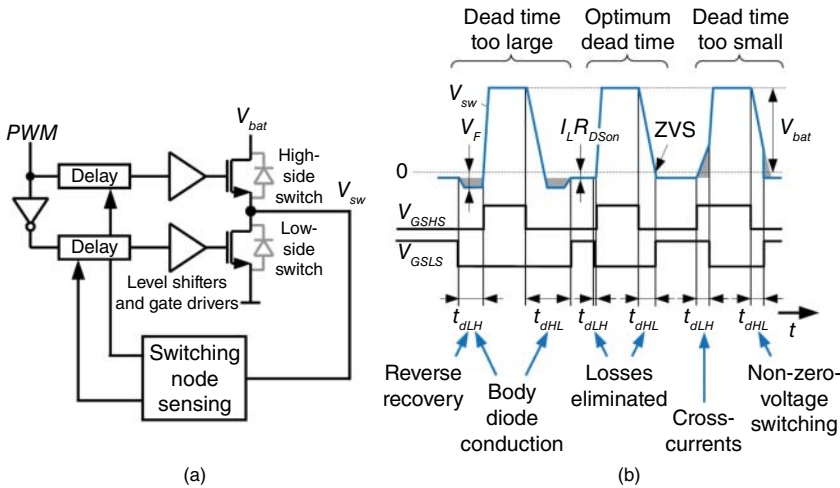 PWM
Delay
Delay
V_bat
High-
side
switch
V_sw
Low-
side
switch
Level shifters
and gate drivers
Switching
node
sensing
(a)
Dead time
too large
Optimum
dead time
Dead time
too small
V_sw
V_F
I_L R_DSon
ZVS
V_bat
0
V_GSHS
V_GSLS
t_dLH
t_dHL
t_dLH
t_dHL
t_dLH
t_dHL
t
Reverse
recovery
Body
diode
conduction
Losses
eliminated
Cross-
currents
Non-zero-
voltage
switching
(b)